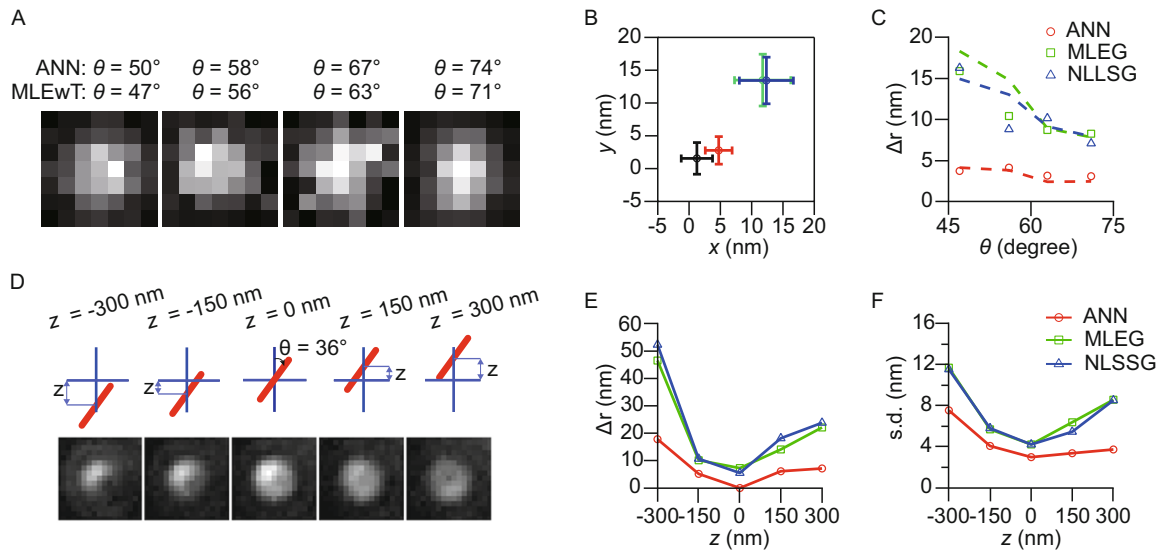 A
ANN: θ = 50° θ = 58° θ = 67° θ = 74°
MLEwT: θ = 47° θ = 56° θ = 63° θ = 71°
B
20
15
10
5
0
-5
y (nm)
-5 0 5 10 15 20
x (nm)
C
ANN
MLEG
NLLSG
20
15
10
5
0
Δr (nm)
45 60 75
θ (degree)
D
z = -300 nm z = -150 nm z = 0 nm z = 150 nm z = 300 nm
θ = 36°
z z z z
E
60
50
40
30
20
10
0
Δr (nm)
-300 -150 0 150 300
z (nm)
F
ANN
MLEG
NLSSG
16
12
8
4
0
s.d. (nm)
-300 -150 0 150 300
z (nm)